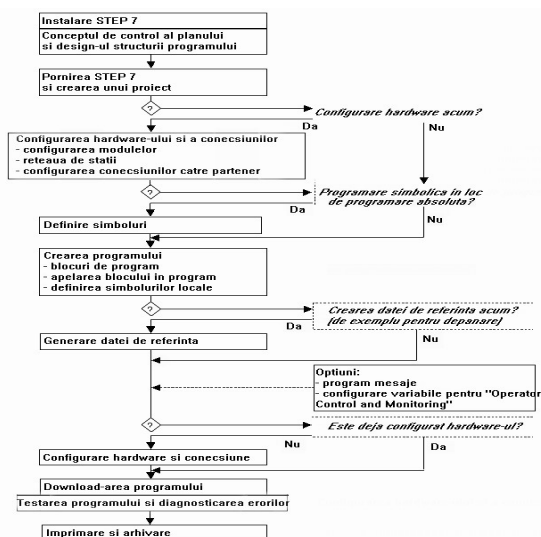 Instalare STEP 7
Conceptul de control al planului
si design-ul structurii programului
Pornirea STEP 7
si crearea unui proiect
?
Configurare hardware acum?
Da
Nu
Configurarea hardware-ului si a conecsiunilor
- configurarea modulelor
- reteaua de statii
- configurarea conecsiunilor catre partener
?
Programare simbolica in loc
de programare absoluta?
Da
Nu
Definire simboluri
Crearea programului
- blocuri de program
- apelarea blocului in program
- definirea simbolurilor locale
?
Crearea datei de referinta acum?
(de exemplu pentru depanare)
Da
Nu
Generare datei de referinta
Optiuni:
- program mesaje
- configurare variabile pentru "Operator
Control and Monitoring"
?
Este deja configurat hardware-ul?
Nu
Da
Configurare hardware si conecsiune
Download-area programului
Testarea programului si diagnosticarea erorilor
Imprimare si arhivare